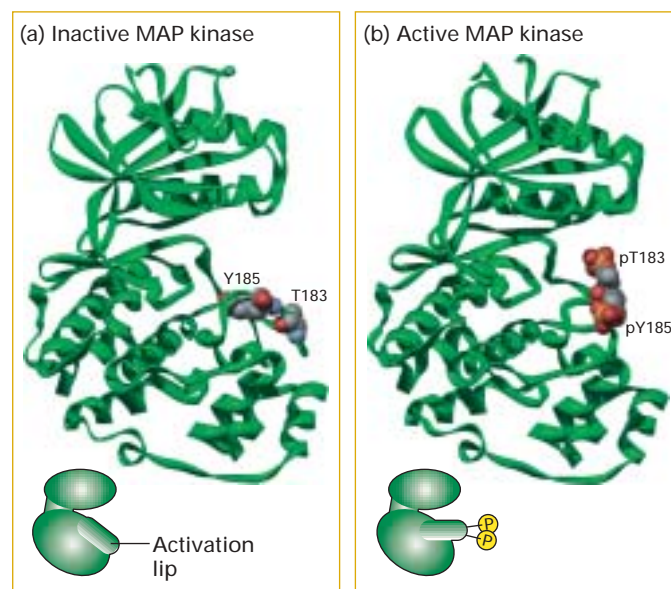 (a) Inactive MAP kinase
Y185
T183
Activation
lip
(b) Active MAP kinase
pT183
pY185
P
P